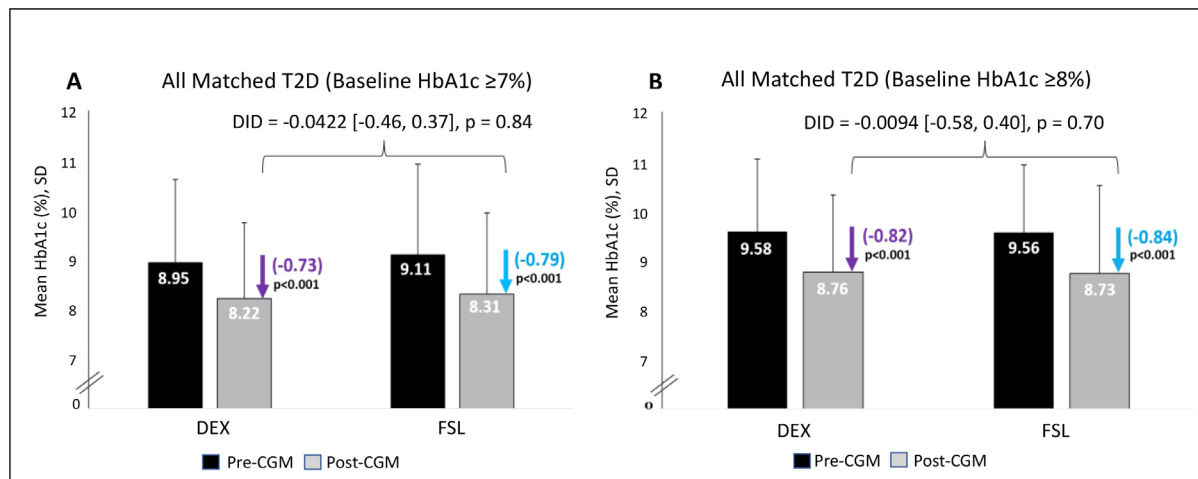 A
All Matched T2D (Baseline HbA1c ≥7%)
DID = -0.0422 [-0.46, 0.37], p = 0.84
Mean HbA1c (%), SD
12
11
10
9
8
7
0
8.95
8.22
(-0.73)
p<0.001
9.11
8.31
(-0.79)
p<0.001
DEX
FSL
Pre-CGM
Post-CGM
B
All Matched T2D (Baseline HbA1c ≥8%)
DID = -0.0094 [-0.58, 0.40], p = 0.70
Mean HbA1c (%), SD
12
11
10
9
8
7
0
9.58
8.76
(-0.82)
p<0.001
9.56
8.73
(-0.84)
p<0.001
DEX
FSL
Pre-CGM
Post-CGM